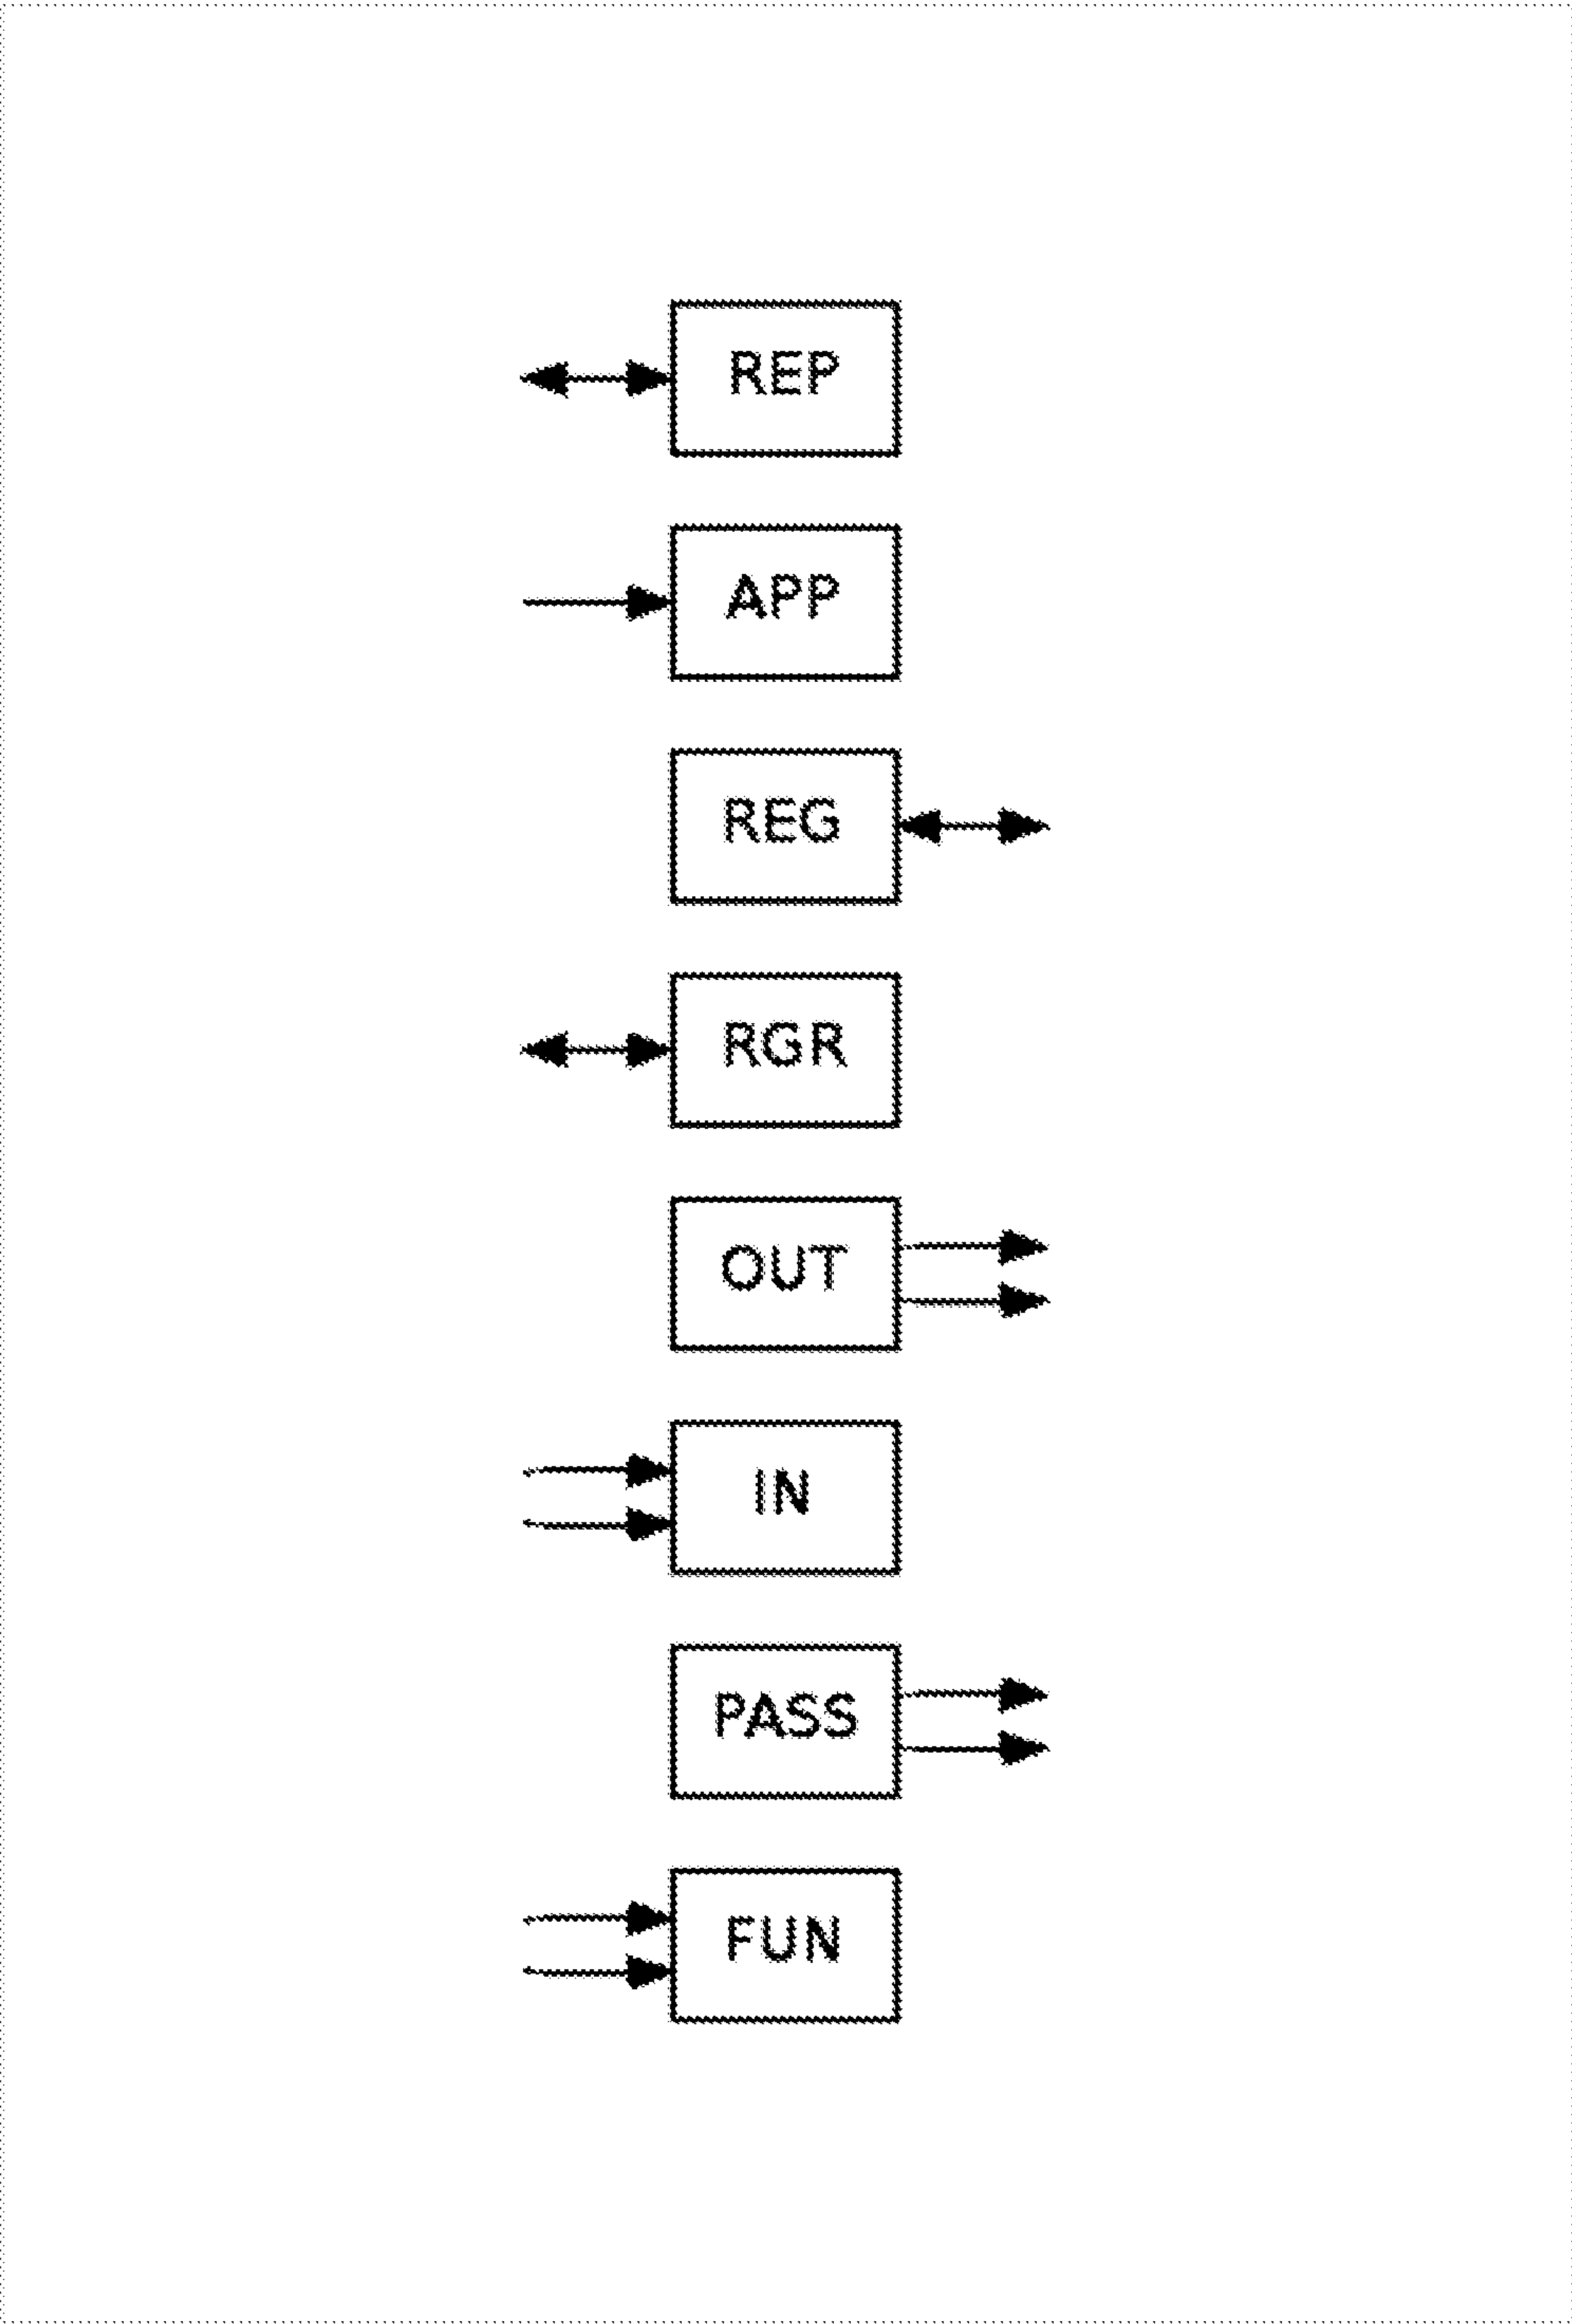 REP
APP
REG
RGR
OUT
IN
PASS
FUN